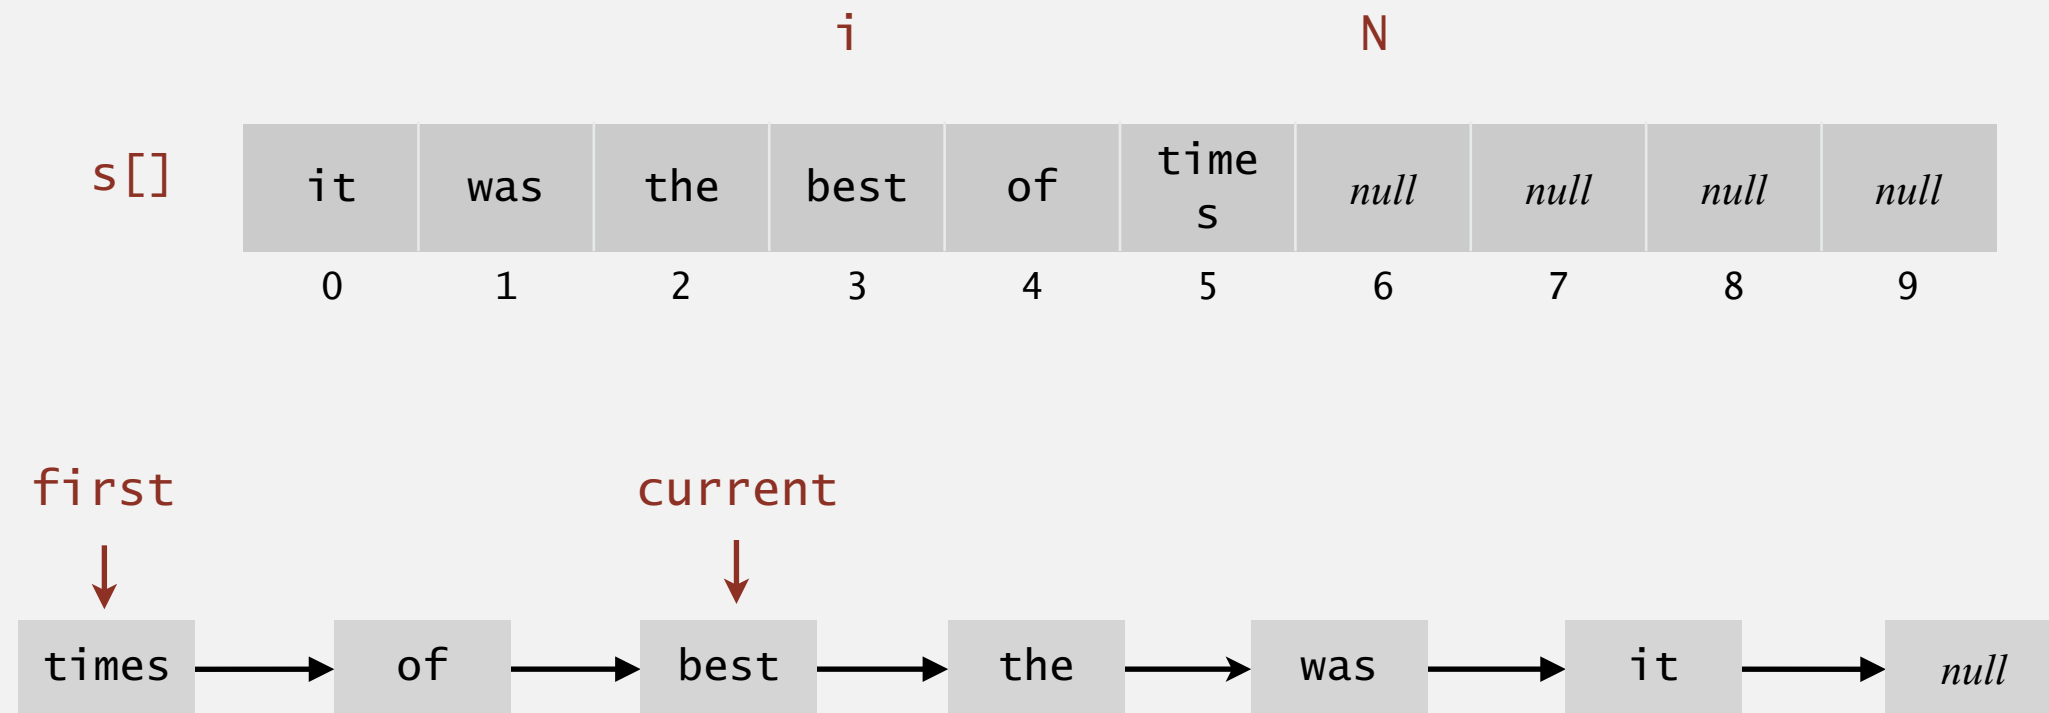 i N
s[] it was the best of time
s null null null null
0 1 2 3 4 5 6 7 8 9
first current
times of best the was it null